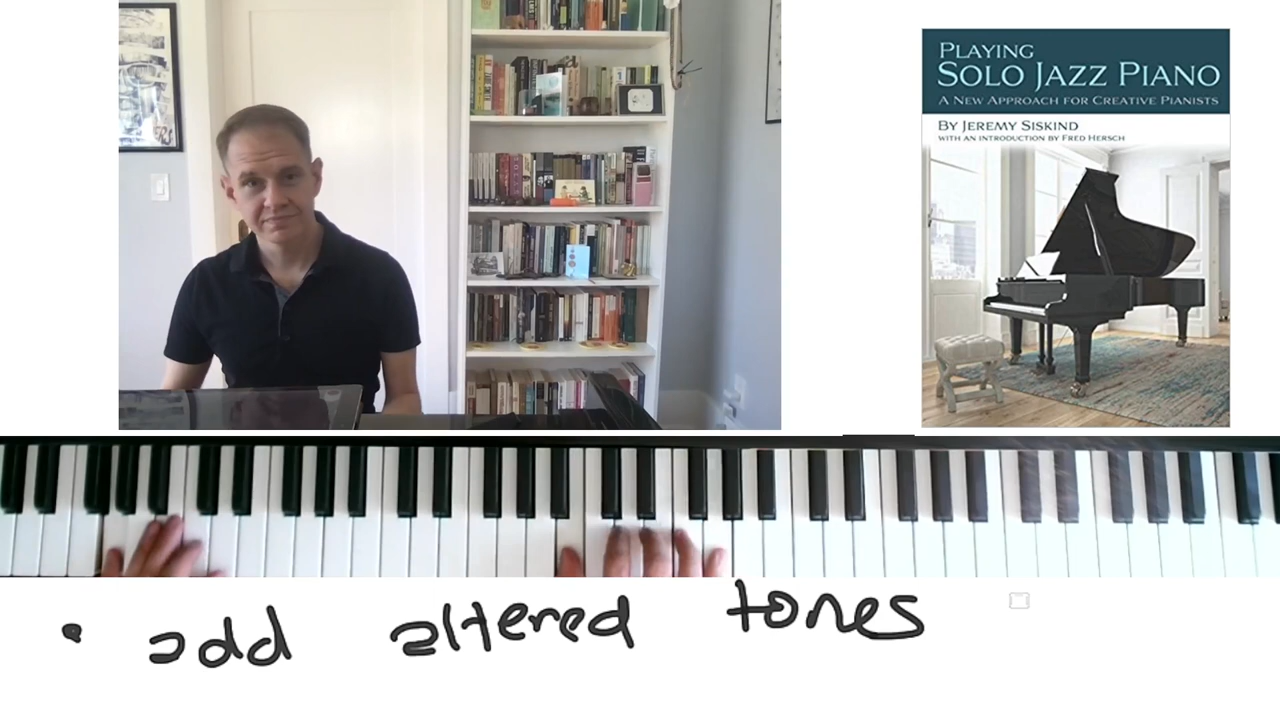 PLAYING
SOLO JAZZ PIANO
A NEW APPROACH FOR CREATIVE PIANISTS
BY JEREMY SISKIND
WITH AN INTRODUCTION BY FRED HERSCH
• add altered tones